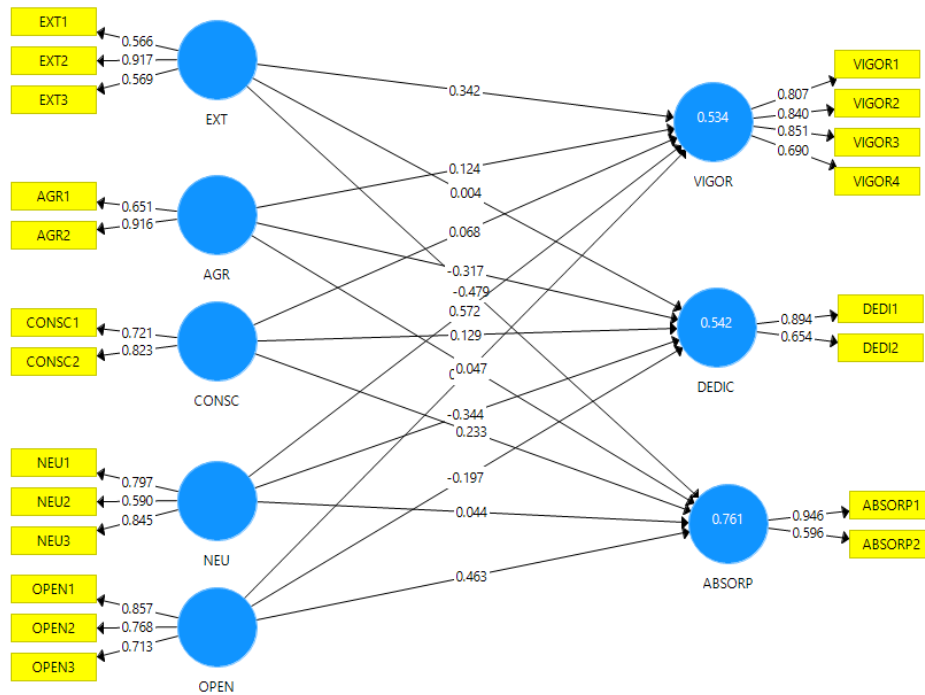 EXT1
0.566
EXT2
0.917
EXT3
0.569
EXT
AGR1
0.651
AGR2
0.916
AGR
CONSC1
0.721
CONSC2
0.823
CONSC
NEU1
0.797
NEU2
0.590
NEU3
0.845
NEU
OPEN1
0.857
OPEN2
0.768
OPEN3
0.713
OPEN
0.342
0.124
0.004
0.068
-0.317
-0.479
0.572
0.129
0.047
-0.344
0.233
-0.197
0.044
0.463
0.534
VIGOR
0.807
VIGOR1
0.840
VIGOR2
0.851
VIGOR3
0.690
VIGOR4
0.542
DEDIC
0.894
DEDI1
0.654
DEDI2
0.761
ABSORP
0.946
ABSORP1
0.596
ABSORP2